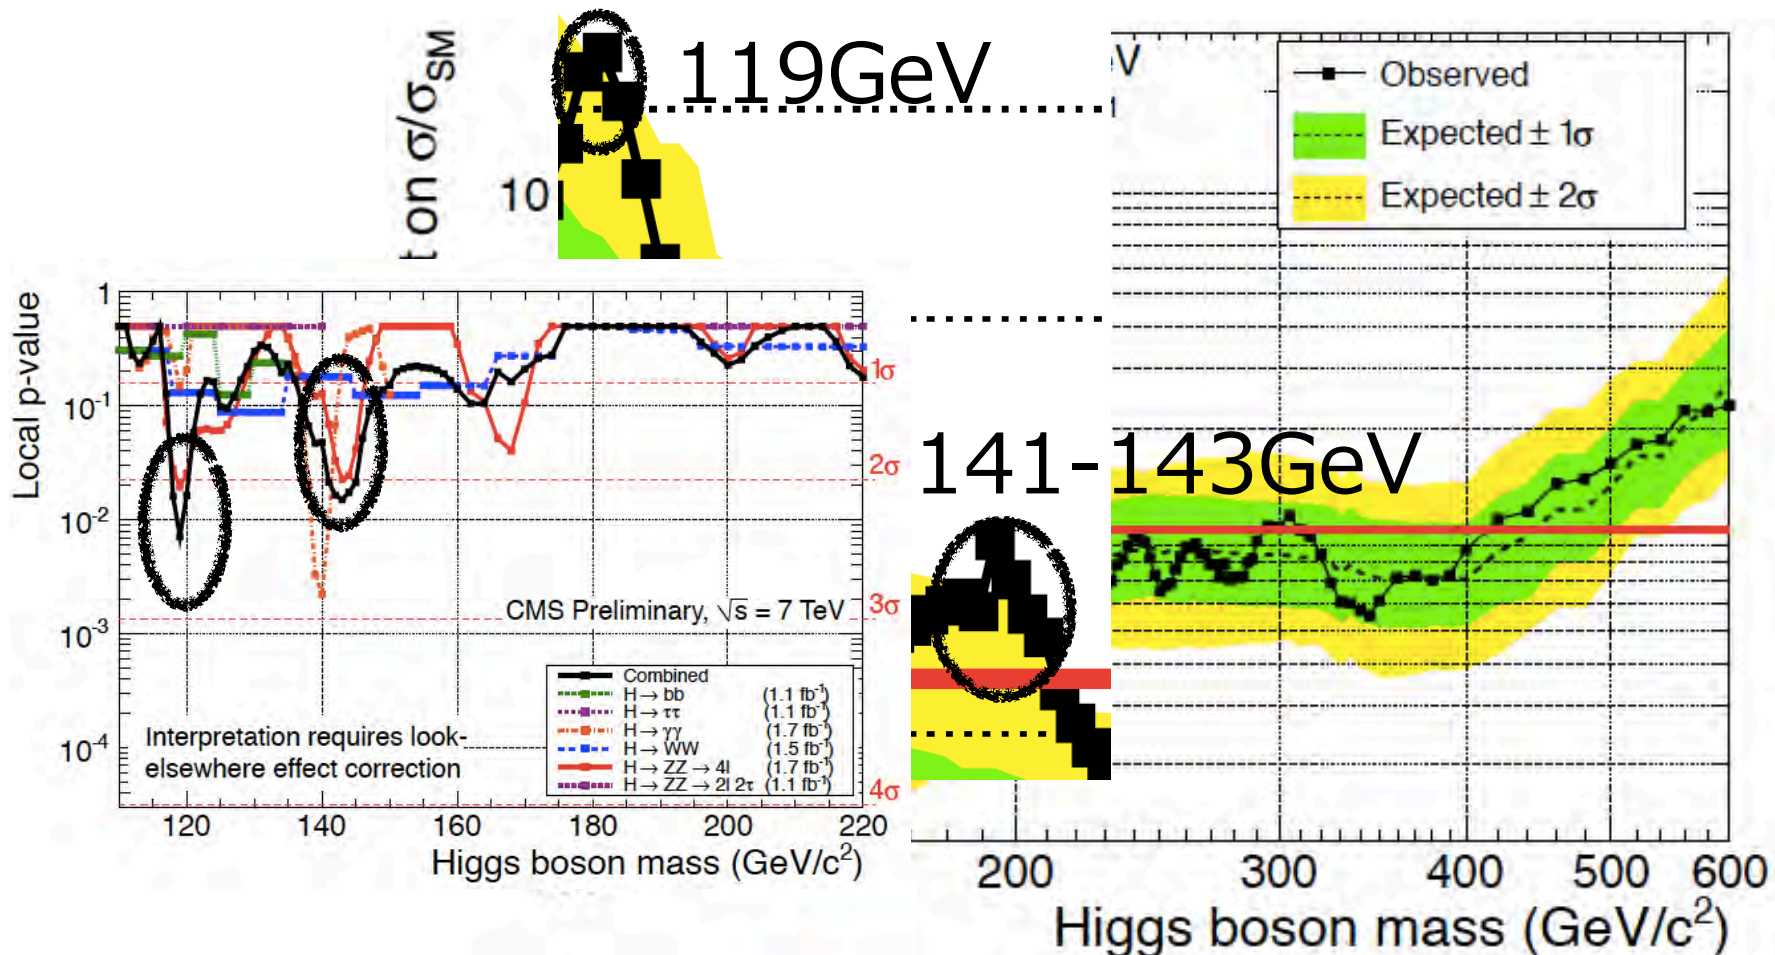 119GeV
t on σ/σSM
10
V
Observed
Expected ± 1σ
Expected ± 2σ
141-143GeV
200
300
400
500
600
Higgs boson mass (GeV/c²)
Local p-value
1
10⁻¹
10⁻²
10⁻³
10⁻⁴
1σ
2σ
3σ
4σ
CMS Preliminary, √s = 7 TeV
Interpretation requires look-
elsewhere effect correction
Combined
H → bb (1.1 fb⁻¹)
H → ττ (1.1 fb⁻¹)
H → γγ (1.7 fb⁻¹)
H → WW (1.5 fb⁻¹)
H → ZZ → 4l (1.7 fb⁻¹)
H → ZZ → 2l 2τ (1.1 fb⁻¹)
120
140
160
180
200
220
Higgs boson mass (GeV/c²)